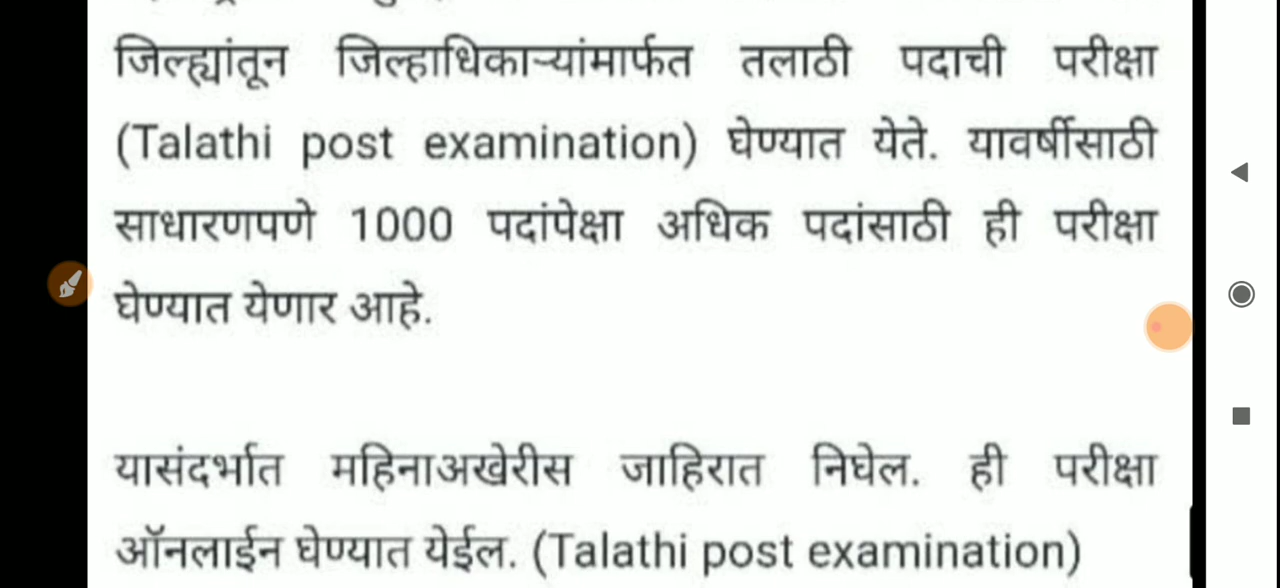 जिल्ह्यांतून जिल्हाधिकाऱ्यांमार्फत तलाठी पदाची परीक्षा
(Talathi post examination) घेण्यात येते. यावर्षीसाठी
साधारणपणे 1000 पदांपेक्षा अधिक पदांसाठी ही परीक्षा
घेण्यात येणार आहे.
यासंदर्भात महिनाअखेरीस जाहिरात निघेल. ही परीक्षा
ऑनलाईन घेण्यात येईल. (Talathi post examination)